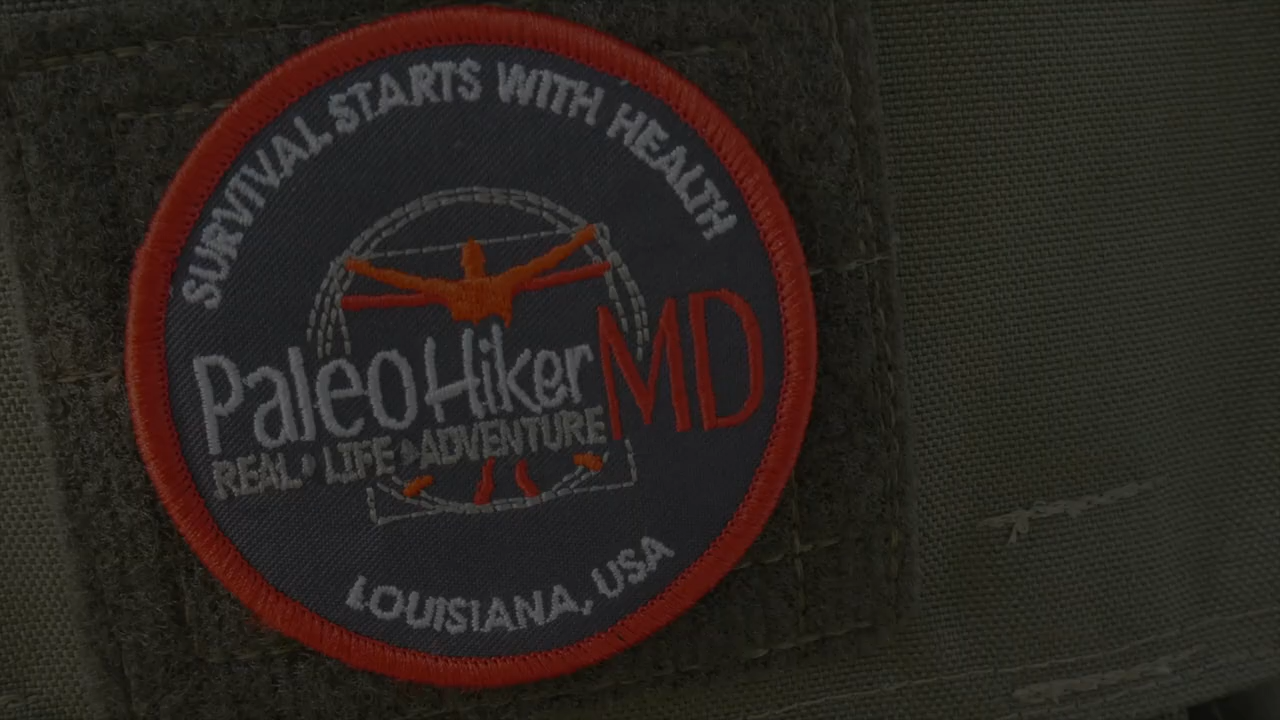 SURVIVAL STARTS WITH HEALTH
PaleoHikerMD
REAL • LIFE • ADVENTURE
LOUISIANA, USA